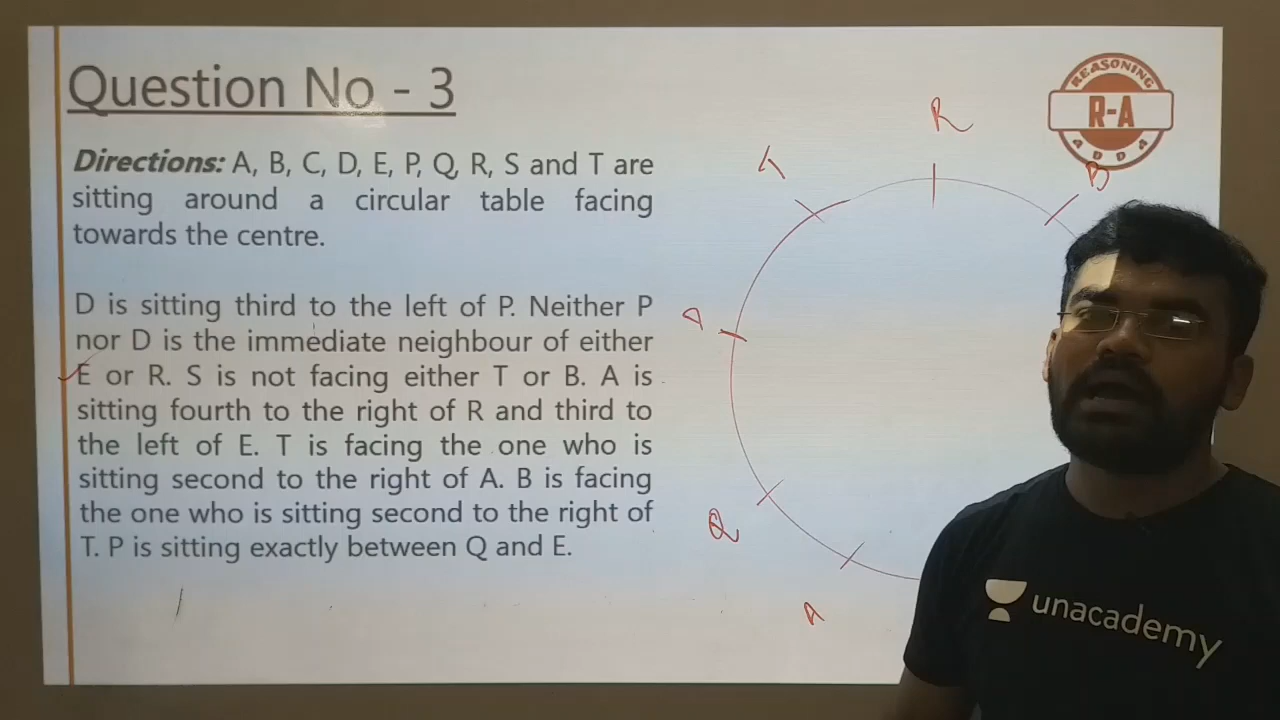 Question No - 3
REASONING
R-A
ADDA
Directions: A, B, C, D, E, P, Q, R, S and T are
sitting around a circular table facing
towards the centre.
D is sitting third to the left of P. Neither P
nor D is the immediate neighbour of either
E or R. S is not facing either T or B. A is
sitting fourth to the right of R and third to
the left of E. T is facing the one who is
sitting second to the right of A. B is facing
the one who is sitting second to the right of
T. P is sitting exactly between Q and E.
R
B
Q
A
unacademy